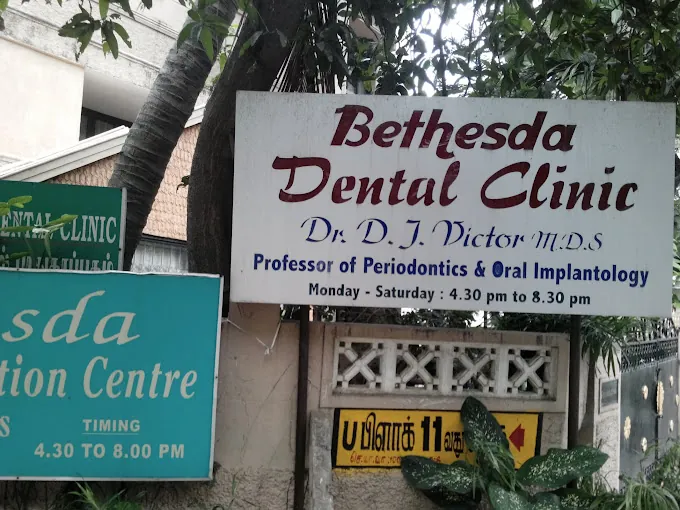 Bethesda
Dental Clinic
Dr. D. J. Victor M.D.S
Professor of Periodontics & Oral Implantology
Monday - Saturday : 4.30 pm to 8.30 pm
DENTAL CLINIC
sda
tion Centre
TIMING
4.30 TO 8.00 PM
U பிளாக் 11